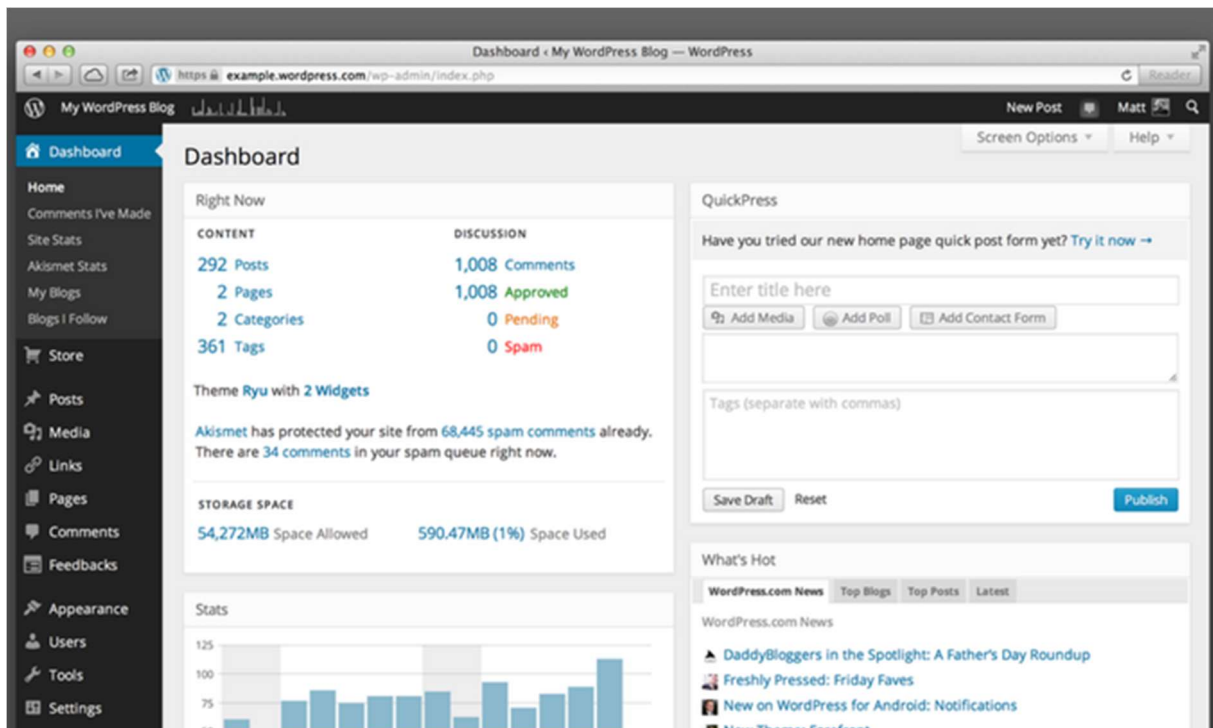 Dashboard ‹ My WordPress Blog — WordPress
https example.wordpress.com/wp-admin/index.php
Reader
My WordPress Blog
New Post
Matt
Dashboard
Home
Comments I've Made
Site Stats
Akismet Stats
My Blogs
Blogs I Follow
Store
Posts
Media
Links
Pages
Comments
Feedbacks
Appearance
Users
Tools
Settings
Screen Options
Help
Dashboard
Right Now
CONTENT
292 Posts
2 Pages
2 Categories
361 Tags
DISCUSSION
1,008 Comments
1,008 Approved
0 Pending
0 Spam
Theme Ryu with 2 Widgets
Akismet has protected your site from 68,445 spam comments already.
There are 34 comments in your spam queue right now.
STORAGE SPACE
54,272MB Space Allowed
590.47MB (1%) Space Used
Stats
125
100
75
QuickPress
Have you tried our new home page quick post form yet? Try it now →
Enter title here
Add Media
Add Poll
Add Contact Form
Tags (separate with commas)
Save Draft
Reset
Publish
What's Hot
WordPress.com News
Top Blogs
Top Posts
Latest
WordPress.com News
DaddyBloggers in the Spotlight: A Father's Day Roundup
Freshly Pressed: Friday Faves
New on WordPress for Android: Notifications